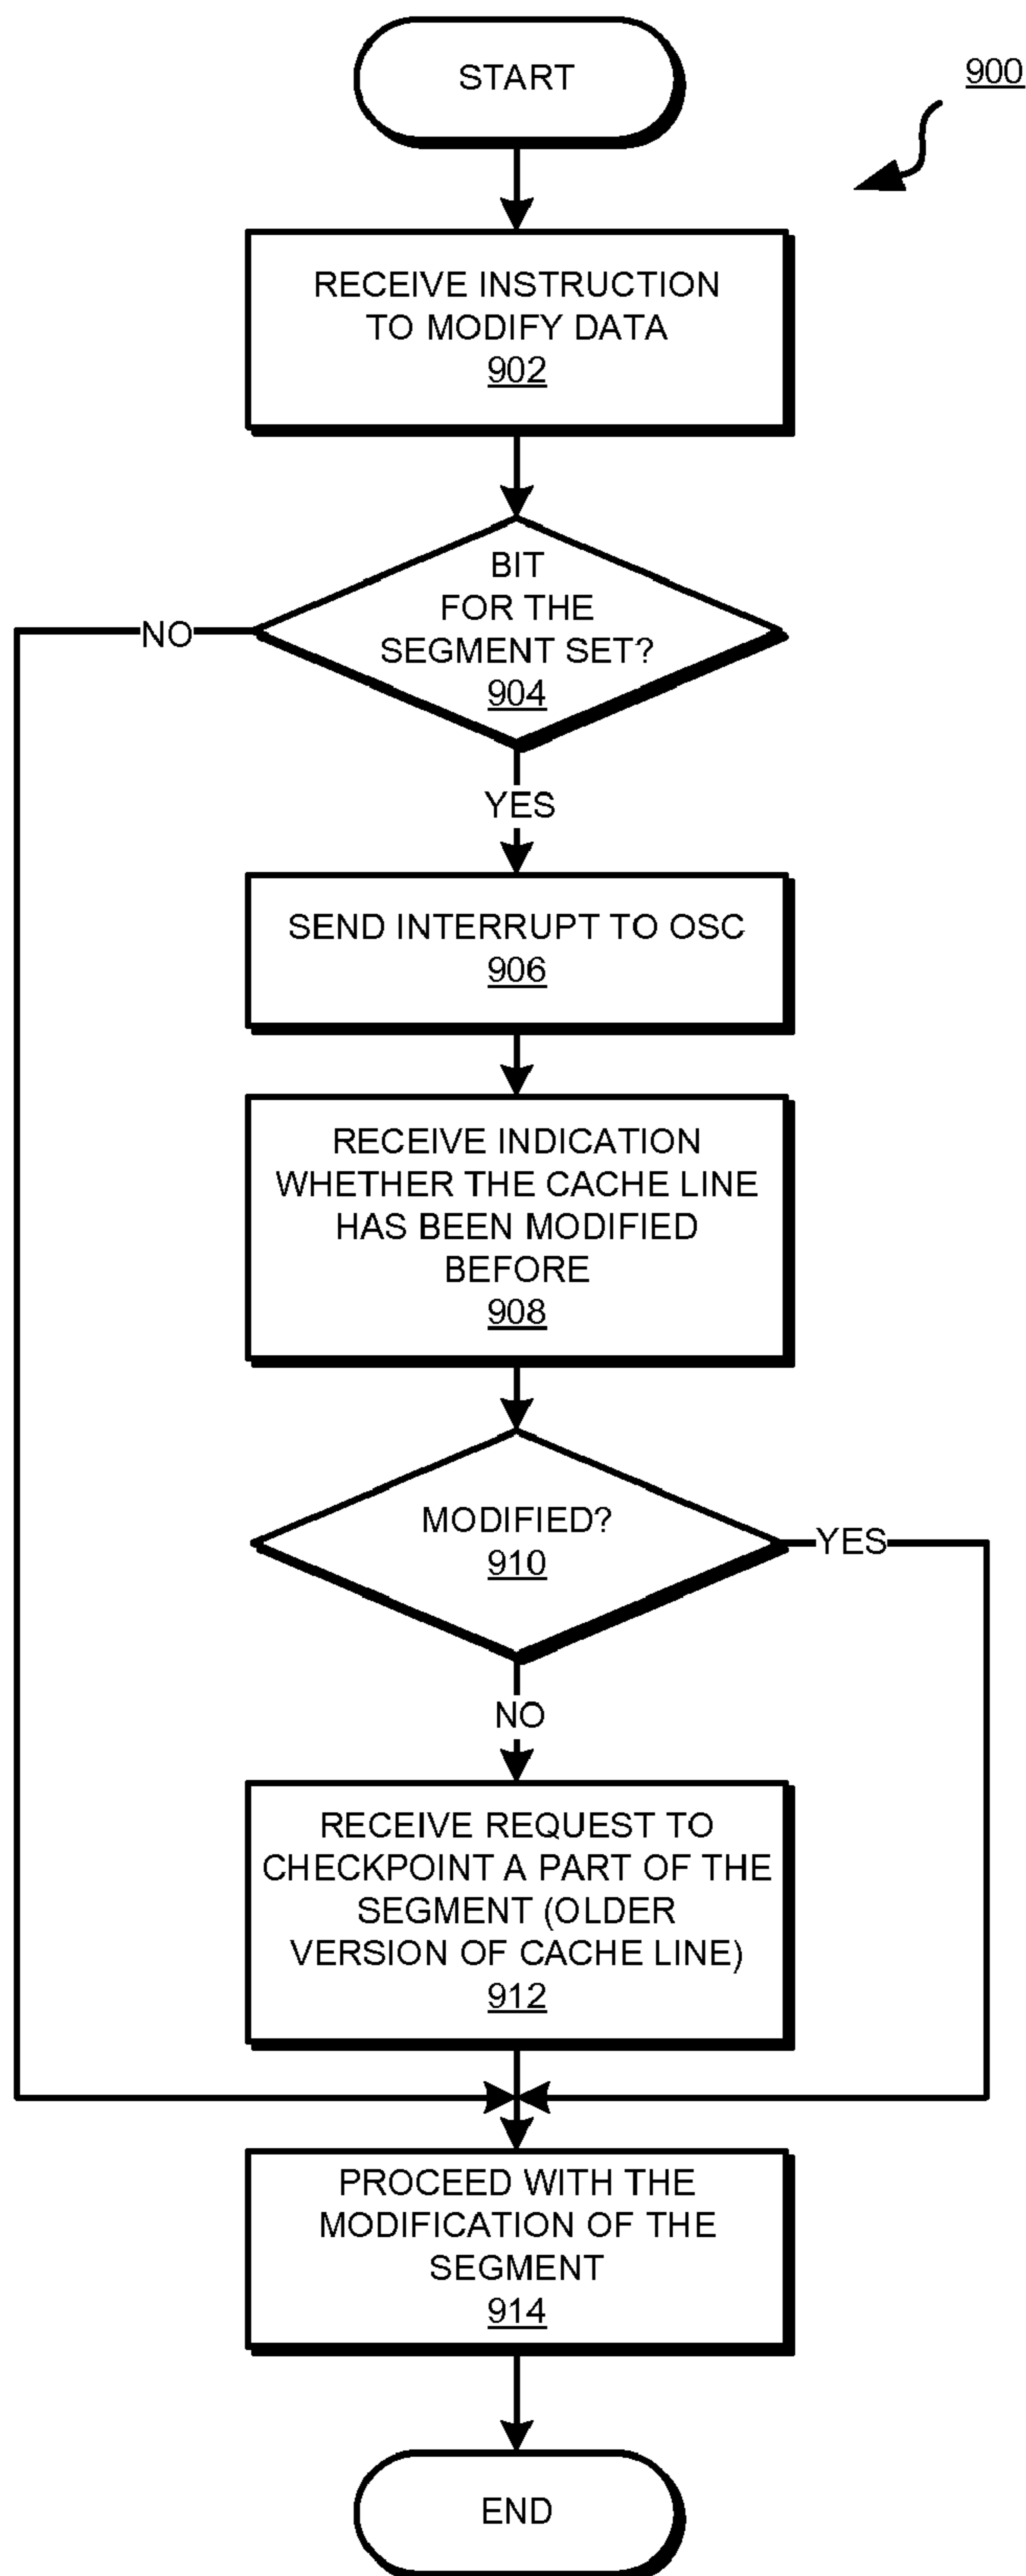 START
900
RECEIVE INSTRUCTION
TO MODIFY DATA
902
BIT
FOR THE
SEGMENT SET?
904
NO
YES
SEND INTERRUPT TO OSC
906
RECEIVE INDICATION
WHETHER THE CACHE LINE
HAS BEEN MODIFIED
BEFORE
908
MODIFIED?
910
YES
NO
RECEIVE REQUEST TO
CHECKPOINT A PART OF THE
SEGMENT (OLDER
VERSION OF CACHE LINE)
912
PROCEED WITH THE
MODIFICATION OF THE
SEGMENT
914
END